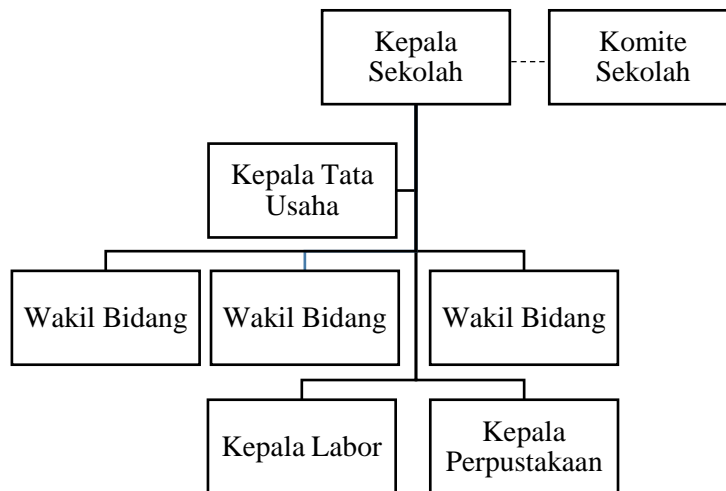 Kepala
Sekolah
Komite
Sekolah
Kepala Tata
Usaha
Wakil Bidang
Wakil Bidang
Wakil Bidang
Kepala Labor
Kepala
Perpustakaan